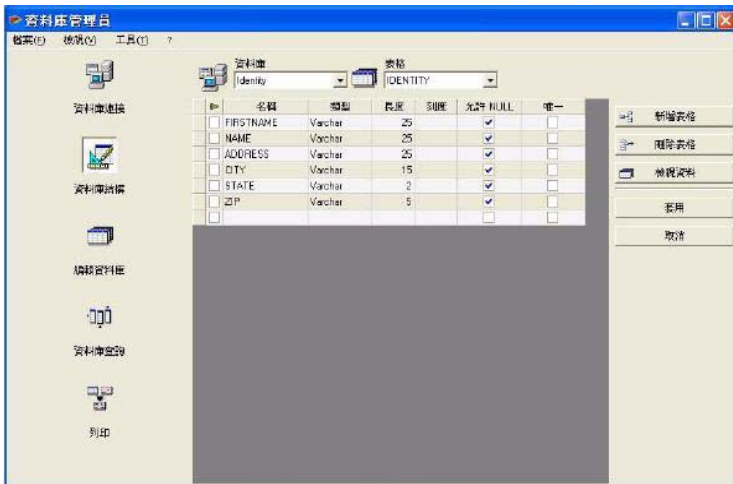 資料庫管理員
檔案(F) 檢視(V) 工具(T) ?
資料庫連接
資料庫結構
編輯資料庫
資料庫查詢
列印
資料庫 表格
Identity IDENTITY
名稱 類型 長度 刻度 允許 NULL 唯一
FIRSTNAME Varchar 25
NAME Varchar 25
ADDRESS Varchar 25
CITY Varchar 15
STATE Varchar 2
ZIP Varchar 5
新增表格
刪除表格
檢視資料
套用
取消